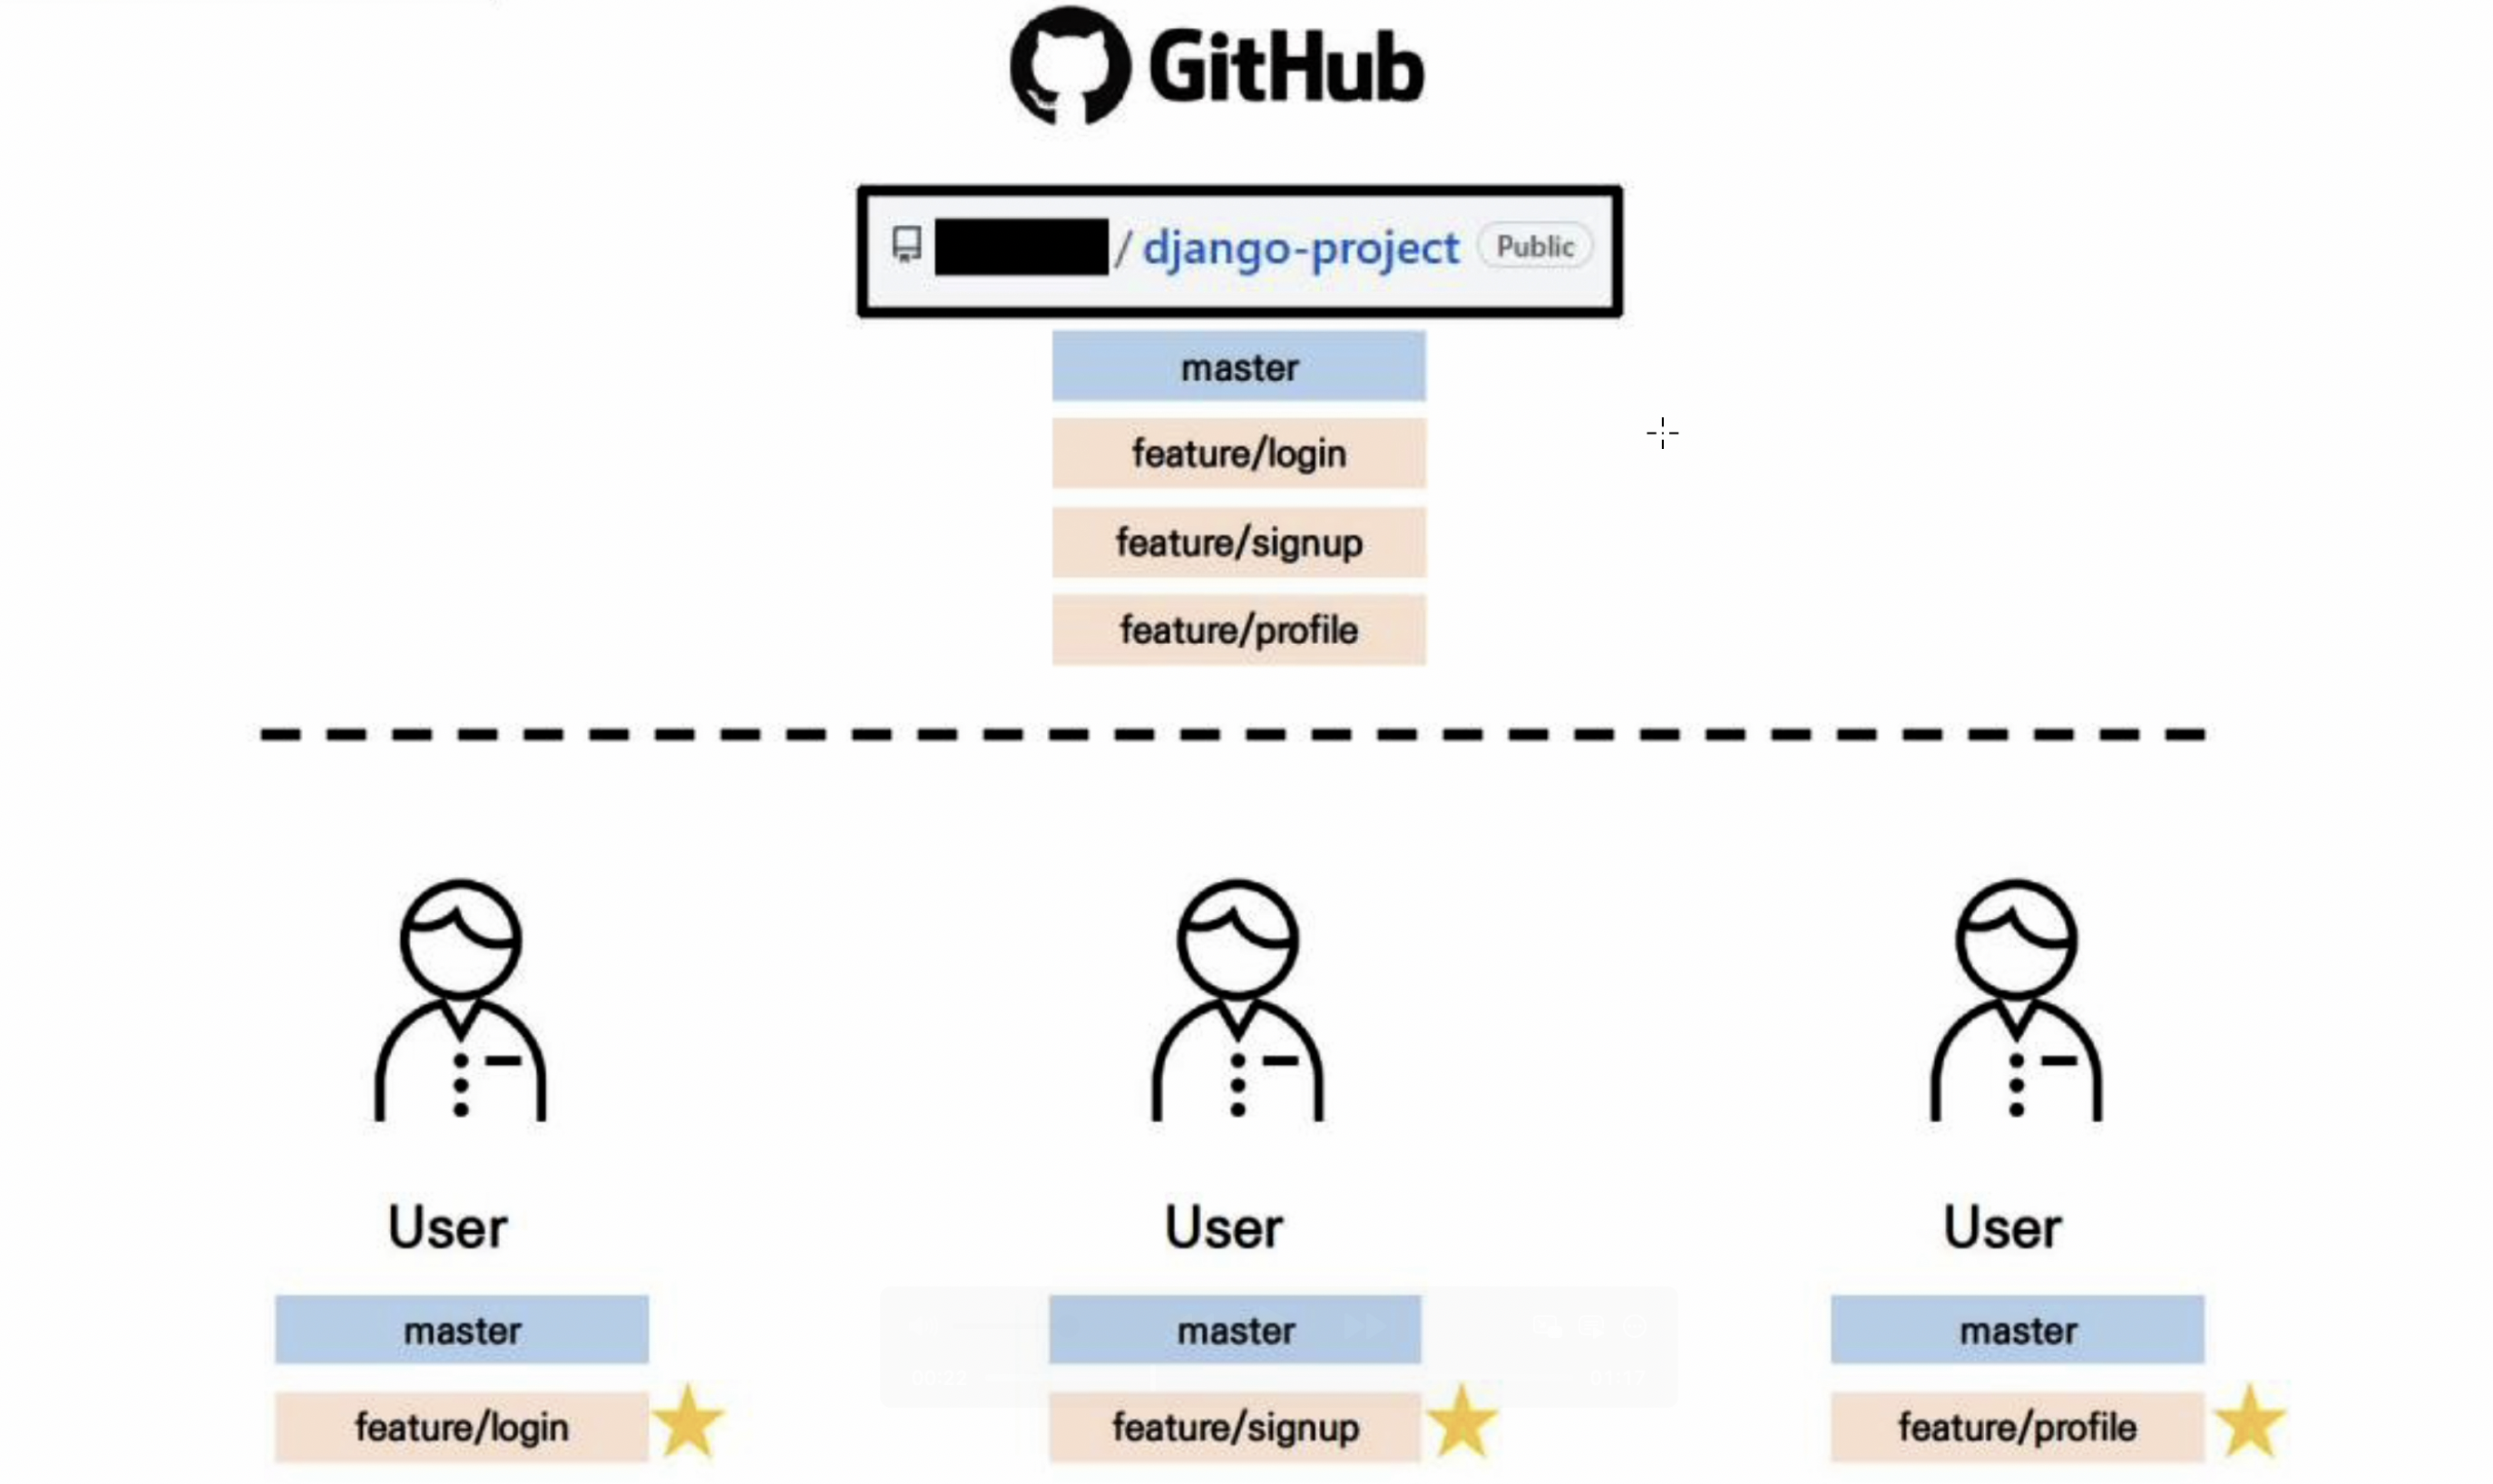 GitHub
/ django-project Public
master
feature/login
feature/signup
feature/profile
User
User
User
master
master
master
feature/login
feature/signup
feature/profile